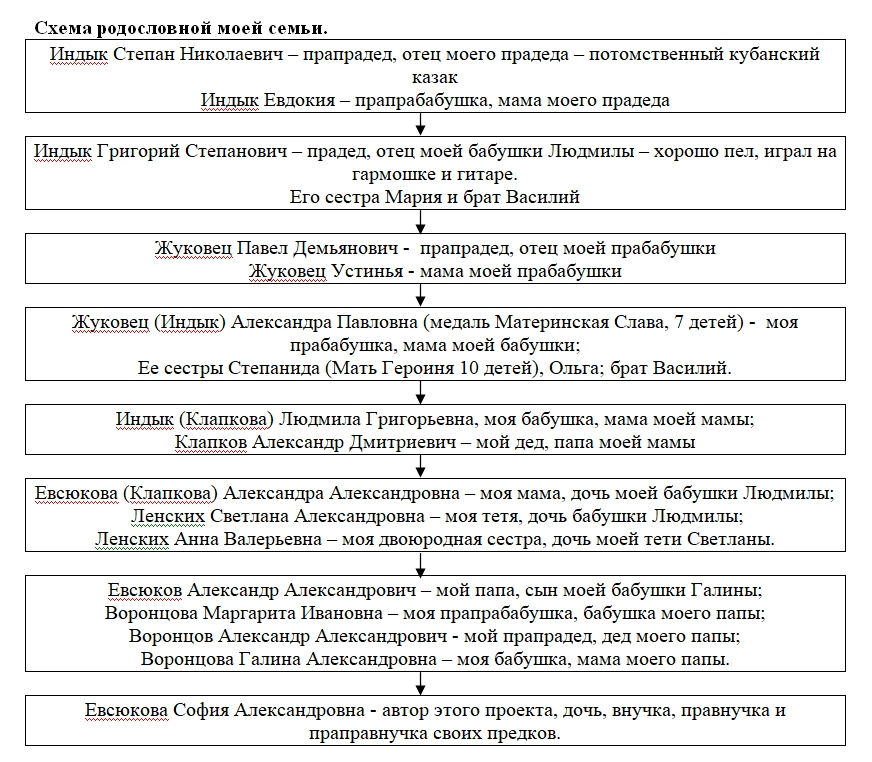 Схема родословной моей семьи.
Индык Степан Николаевич – прапрадед, отец моего прадеда – потомственный кубанский
казак
Индык Евдокия – прапрабабушка, мама моего прадеда
Индык Григорий Степанович – прадед, отец моей бабушки Людмилы – хорошо пел, играл на
гармошке и гитаре.
Его сестра Мария и брат Василий
Жуковец Павел Демьянович -  прапрадед, отец моей прабабушки
Жуковец Устинья - мама моей прабабушки
Жуковец (Индык) Александра Павловна (медаль Материнская Слава, 7 детей) -  моя
прабабушка, мама моей бабушки;
Ее сестры Степанида (Мать Героиня 10 детей), Ольга; брат Василий.
Индык (Клапкова) Людмила Григорьевна, моя бабушка, мама моей мамы;
Клапков Александр Дмитриевич – мой дед, папа моей мамы
Евсюкова (Клапкова) Александра Александровна – моя мама, дочь моей бабушки Людмилы;
Ленских Светлана Александровна – моя тетя, дочь бабушки Людмилы;
Ленских Анна Валерьевна – моя двоюродная сестра, дочь моей тети Светланы.
Евсюков Александр Александрович – мой папа, сын моей бабушки Галины;
Воронцова Маргарита Ивановна – моя прапрабабушка, бабушка моего папы;
Воронцов Александр Александрович - мой прапрадед, дед моего папы;
Воронцова Галина Александровна – моя бабушка, мама моего папы.
Евсюкова София Александровна - автор этого проекта, дочь, внучка, правнучка и
праправнучка своих предков.